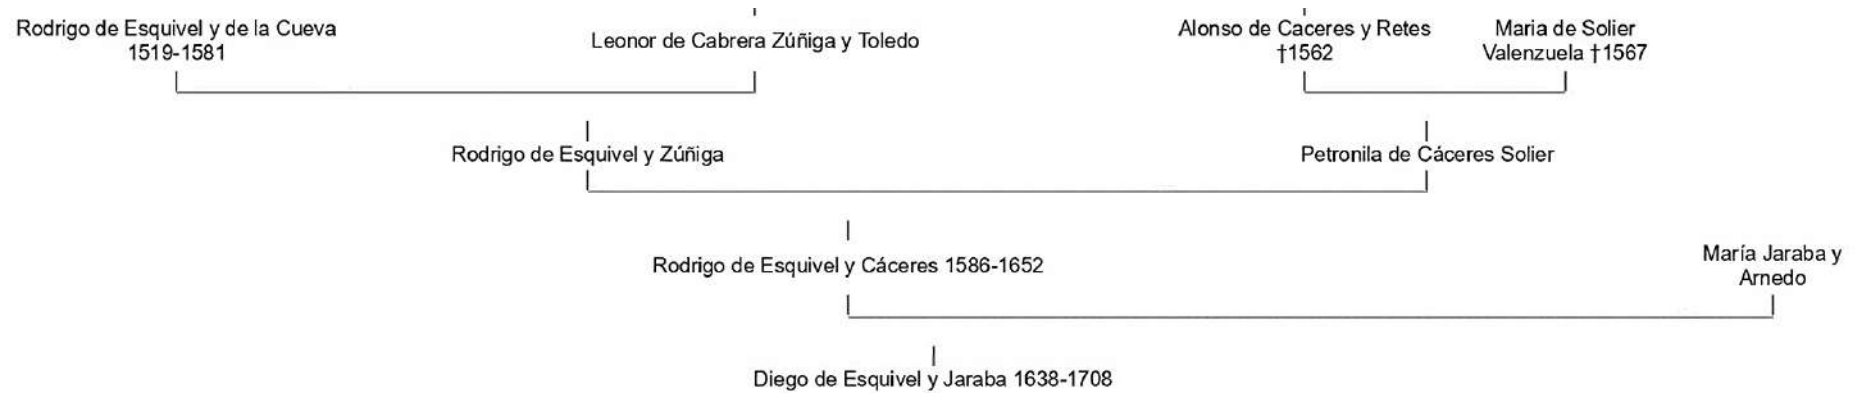 Rodrigo de Esquivel y de la Cueva
1519-1581
Leonor de Cabrera Zúñiga y Toledo
Alonso de Caceres y Retes
†1562
Maria de Solier
Valenzuela †1567
Rodrigo de Esquivel y Zúñiga
Petronila de Cáceres Solier
Rodrigo de Esquivel y Cáceres 1586-1652
María Jaraba y
Arnedo
Diego de Esquivel y Jaraba 1638-1708